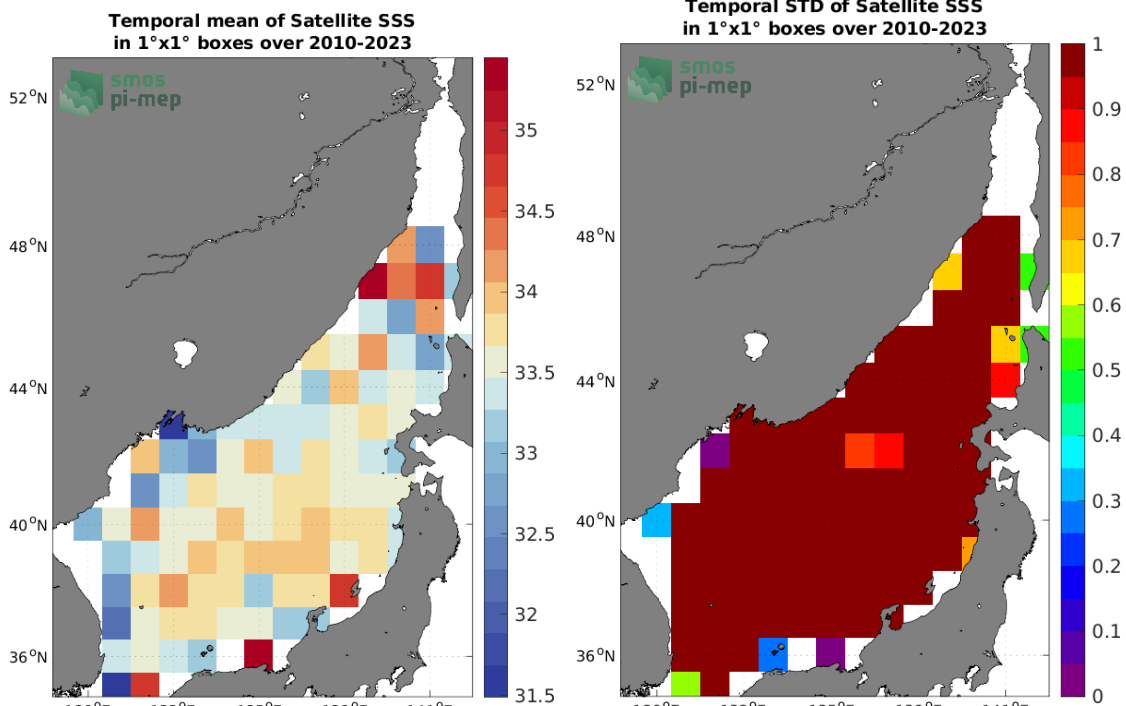 Temporal mean of Satellite SSS
in 1°x1° boxes over 2010-2023
smos
pi-mep
52°N
48°N
44°N
40°N
36°N
35
34.5
34
33.5
33
32.5
32
31.5
Temporal STD of Satellite SSS
in 1°x1° boxes over 2010-2023
smos
pi-mep
52°N
48°N
44°N
40°N
36°N
1
0.9
0.8
0.7
0.6
0.5
0.4
0.3
0.2
0.1
0